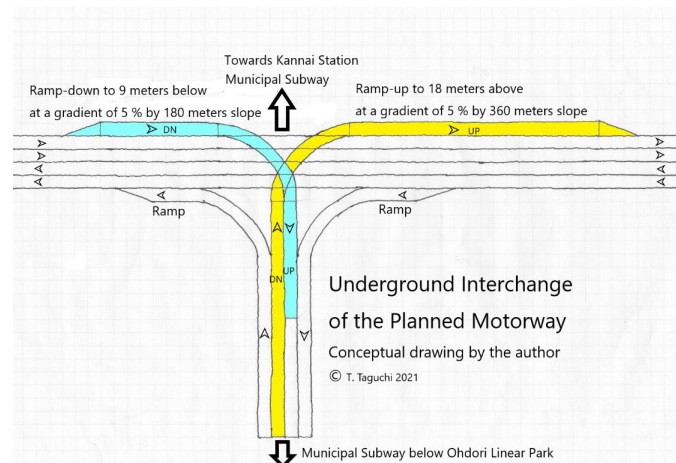 Towards Kannai Station
Municipal Subway
Ramp-down to 9 meters below
at a gradient of 5 % by 180 meters slope
Ramp-up to 18 meters above
at a gradient of 5 % by 360 meters slope
DN
UP
Ramp
Ramp
DN
UP
Underground Interchange
of the Planned Motorway
Conceptual drawing by the author
© T. Taguchi 2021
Municipal Subway below Ohdori Linear Park